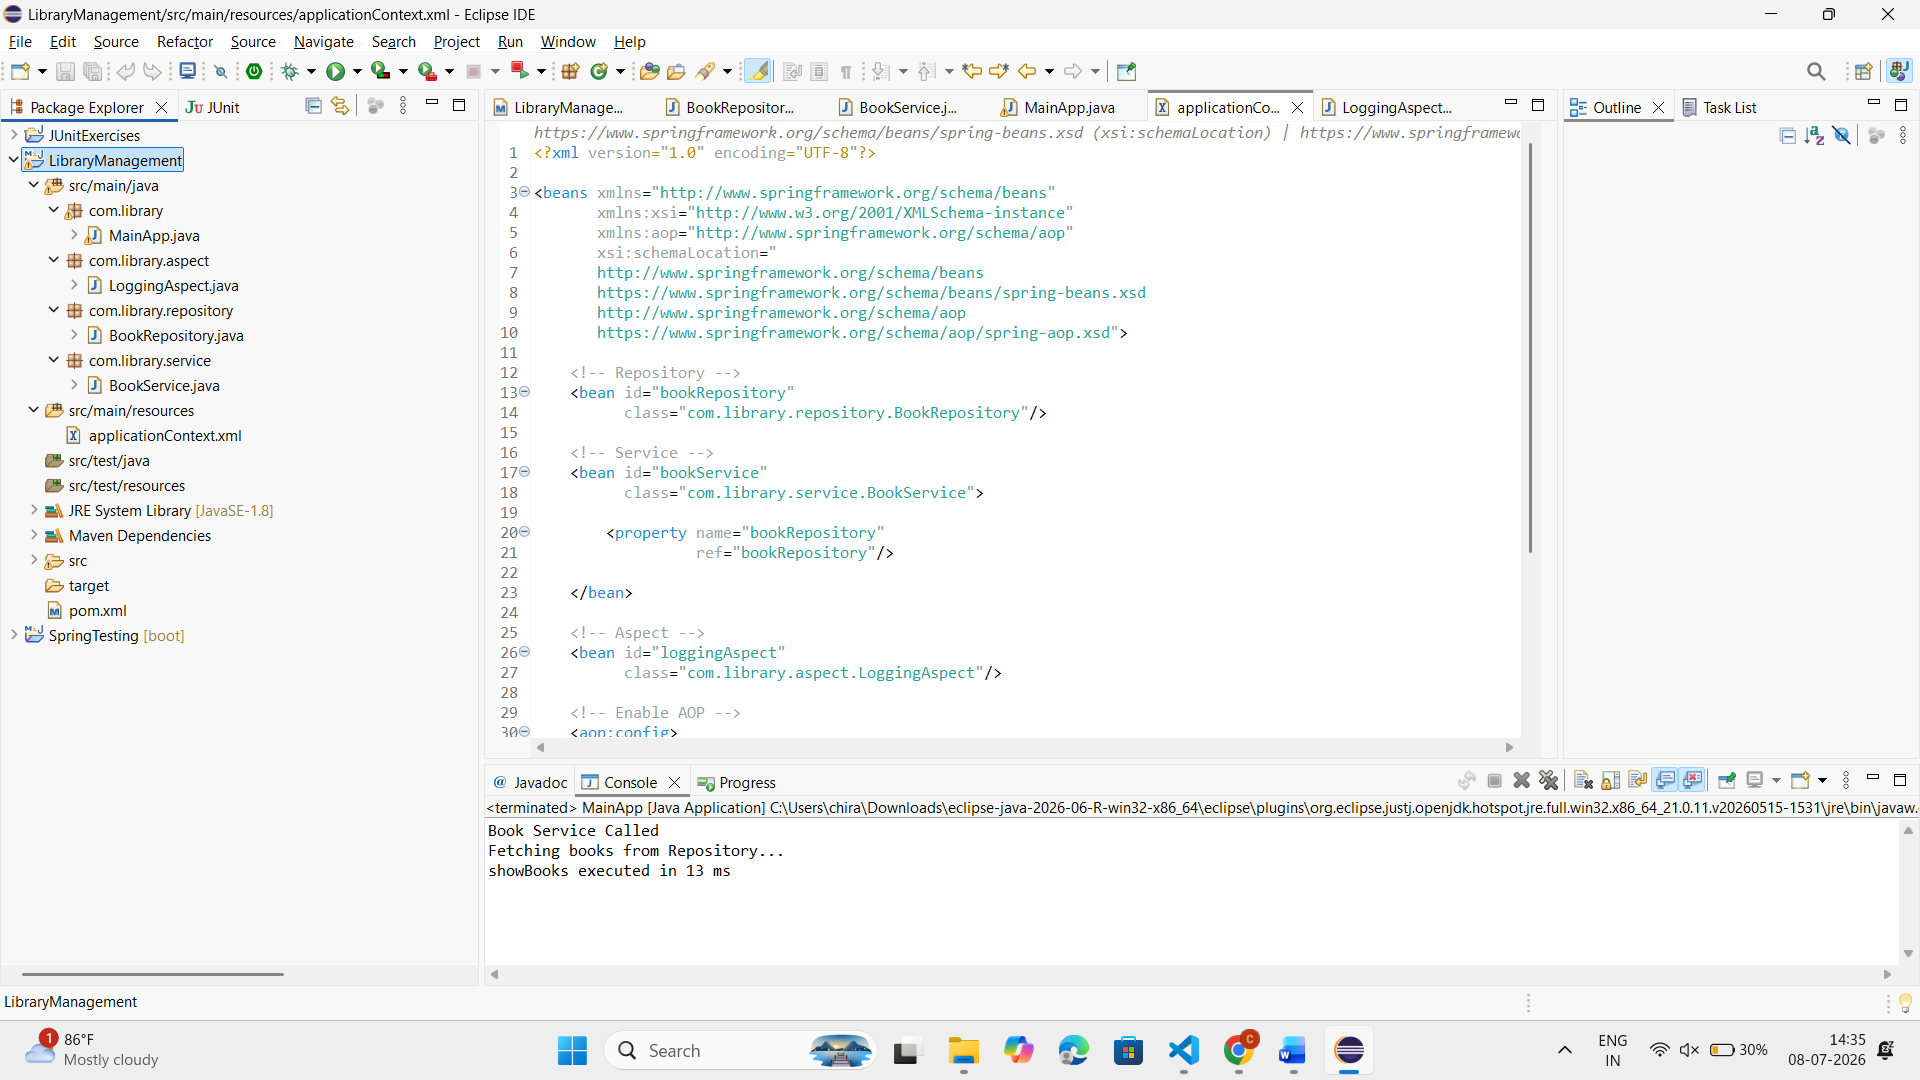 LibraryManagement/src/main/resources/applicationContext.xml - Eclipse IDE
File Edit Source Refactor Source Navigate Search Project Run Window Help
Package Explorer
JUnit
JUnitExercises
LibraryManagement
src/main/java
com.library
MainApp.java
com.library.aspect
LoggingAspect.java
com.library.repository
BookRepository.java
com.library.service
BookService.java
src/main/resources
applicationContext.xml
src/test/java
src/test/resources
JRE System Library [JavaSE-1.8]
Maven Dependencies
src
target
pom.xml
SpringTesting [boot]
LibraryManage... BookRepositor... BookService.j... MainApp.java applicationCo... LoggingAspect...
https://www.springframework.org/schema/beans/spring-beans.xsd (xsi:schemaLocation) | https://www.springframewo
1 <?xml version="1.0" encoding="UTF-8"?>
2
3 <beans xmlns="http://www.springframework.org/schema/beans"
4 xmlns:xsi="http://www.w3.org/2001/XMLSchema-instance"
5 xmlns:aop="http://www.springframework.org/schema/aop"
6 xsi:schemaLocation="
7 http://www.springframework.org/schema/beans
8 https://www.springframework.org/schema/beans/spring-beans.xsd
9 http://www.springframework.org/schema/aop
10 https://www.springframework.org/schema/aop/spring-aop.xsd">
11
12 <!-- Repository -->
13 <bean id="bookRepository"
14 class="com.library.repository.BookRepository"/>
15
16 <!-- Service -->
17 <bean id="bookService"
18 class="com.library.service.BookService">
19
20 <property name="bookRepository"
21 ref="bookRepository"/>
22
23 </bean>
24
25 <!-- Aspect -->
26 <bean id="loggingAspect"
27 class="com.library.aspect.LoggingAspect"/>
28
29 <!-- Enable AOP -->
30 <aop:config>
Outline
Task List
Javadoc Console Progress
<terminated> MainApp [Java Application] C:\Users\chira\Downloads\eclipse-java-2026-06-R-win32-x86_64\eclipse\plugins\org.eclipse.justj.openjdk.hotspot.jre.full.win32.x86_64_21.0.11.v20260515-1531\jre\bin\javaw.
Book Service Called
Fetching books from Repository...
showBooks executed in 13 ms
LibraryManagement
1
86°F
Mostly cloudy
Search
C
ENG
IN
30%
14:35
08-07-2026